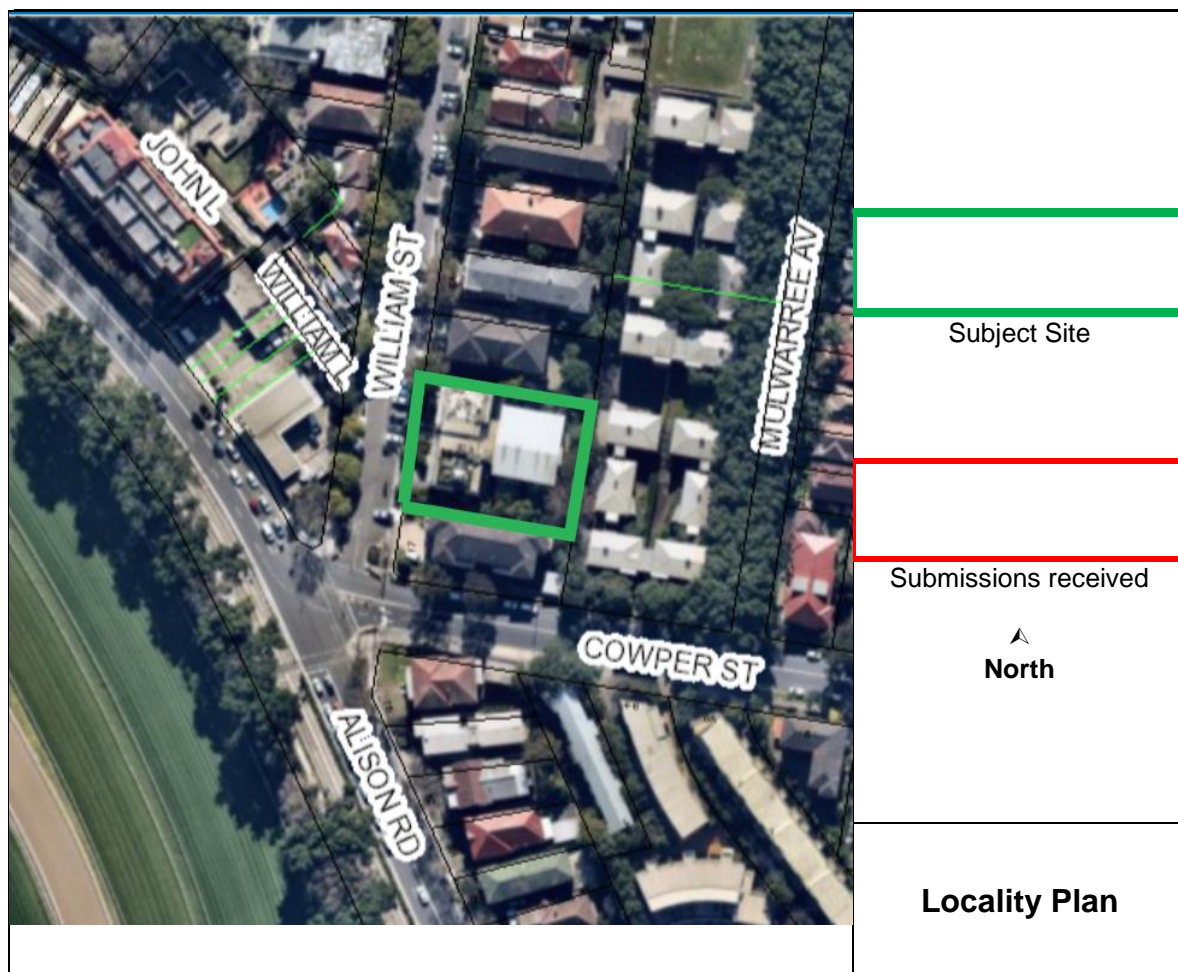 JOHN L
WILLIAM L
WILLIAM ST
MULWARREE AV
COWPER ST
ALISON RD
Subject Site
Submissions received
North
Locality Plan